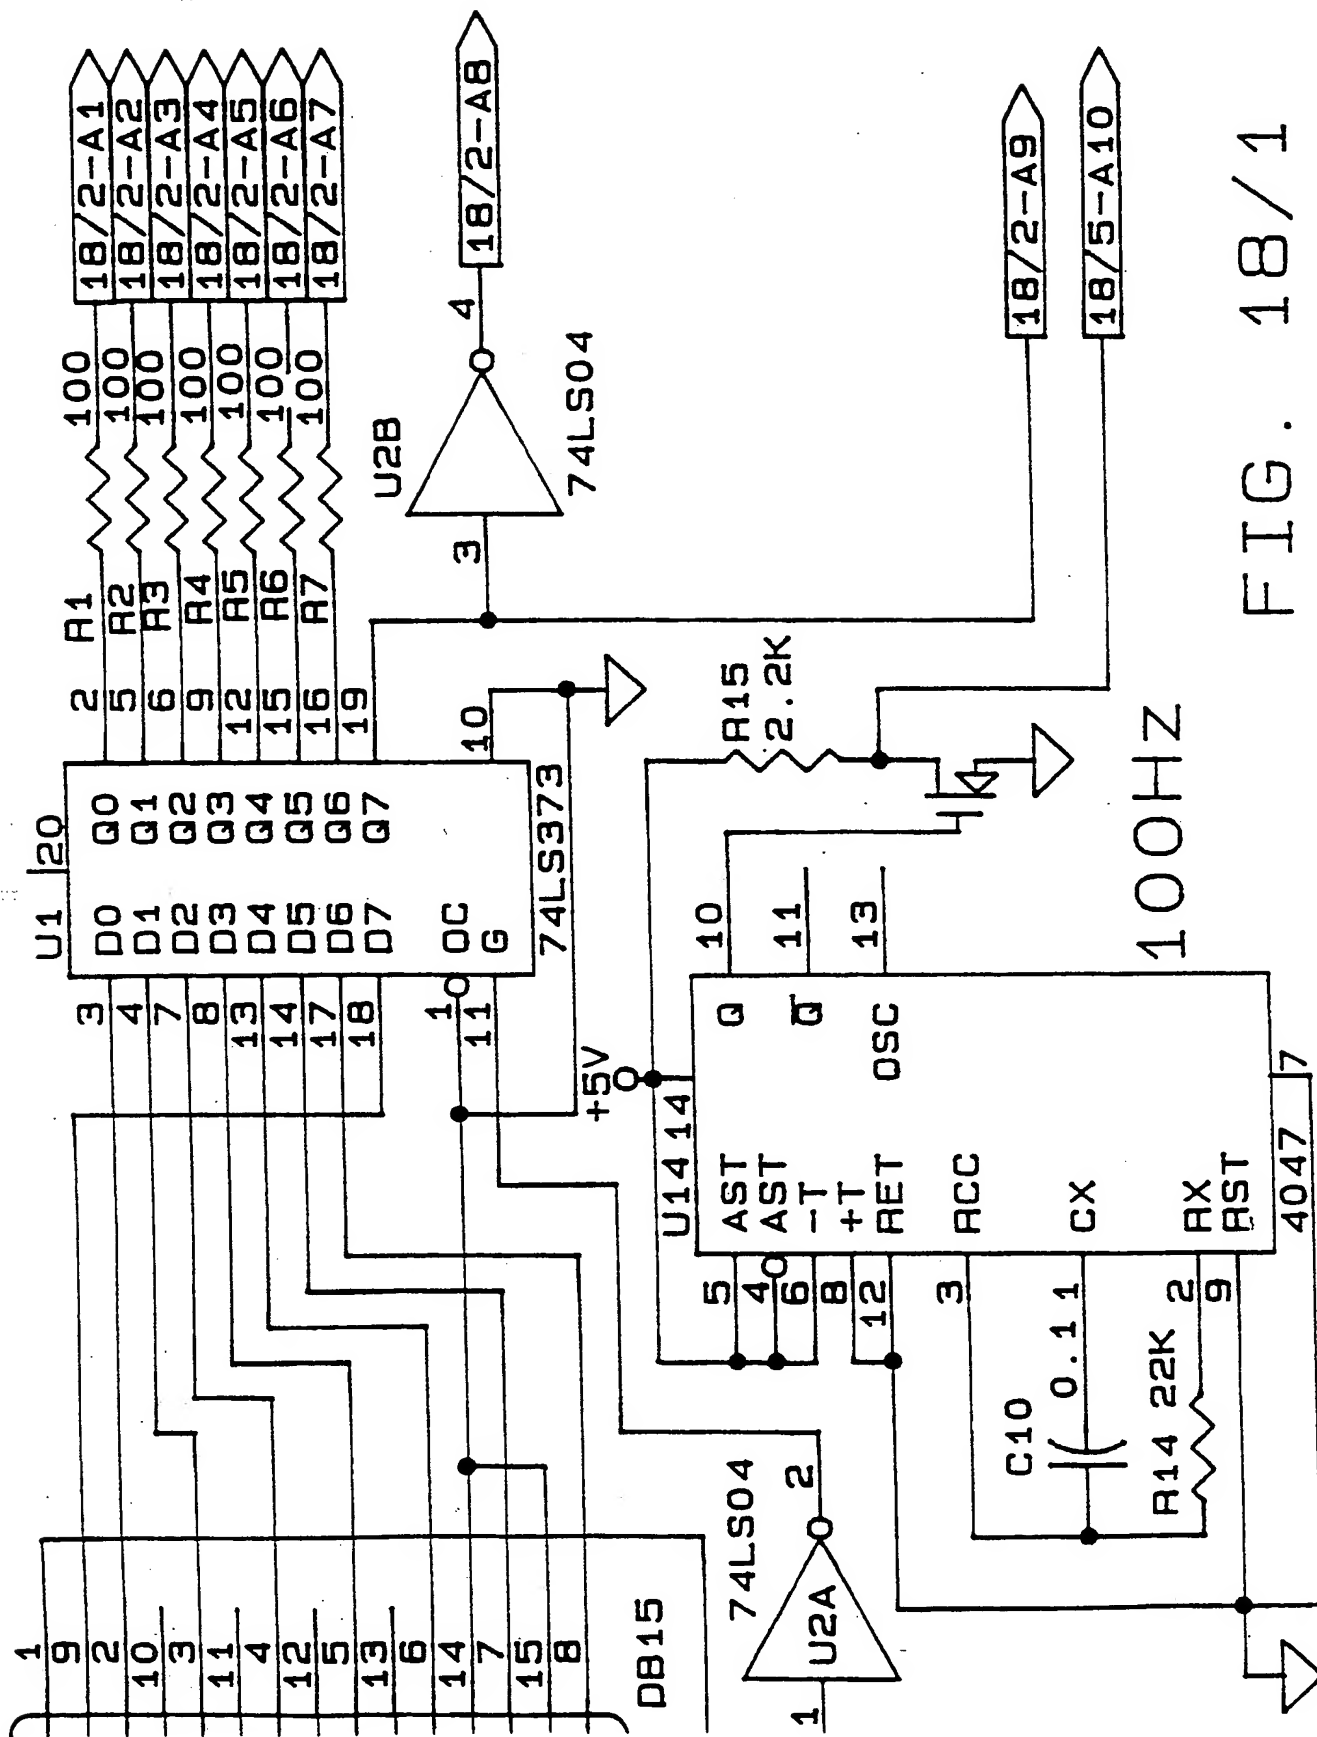 18/2-A1
18/2-A2
18/2-A3
18/2-A4
18/2-A5
18/2-A6
18/2-A7
18/2-A8
18/2-A9
18/5-A10
100
100
100
100
100
100
100
R1
R2
R3
R4
R5
R6
R7
2
5
6
9
12
15
16
19
10
U1
20
D0 Q0
D1 Q1
D2 Q2
D3 Q3
D4 Q4
D5 Q5
D6 Q6
D7 Q7
OC
G
74LS373
3
4
7
8
13
14
17
18
1
11
U2B
3
4
74LS04
R15
2.2K
+5V
U14
14
AST
AST
-T
+T
RET
RCC
CX
RX
RST
Q
Q̅
OSC
10
11
13
5
4
6
8
12
3
1
2
9
7
4047
100HZ
C10
0.1
R14 22K
74LS04
U2A
1
2
1
9
2
10
3
11
4
12
5
13
6
14
7
15
8
DB15
FIG. 18/1